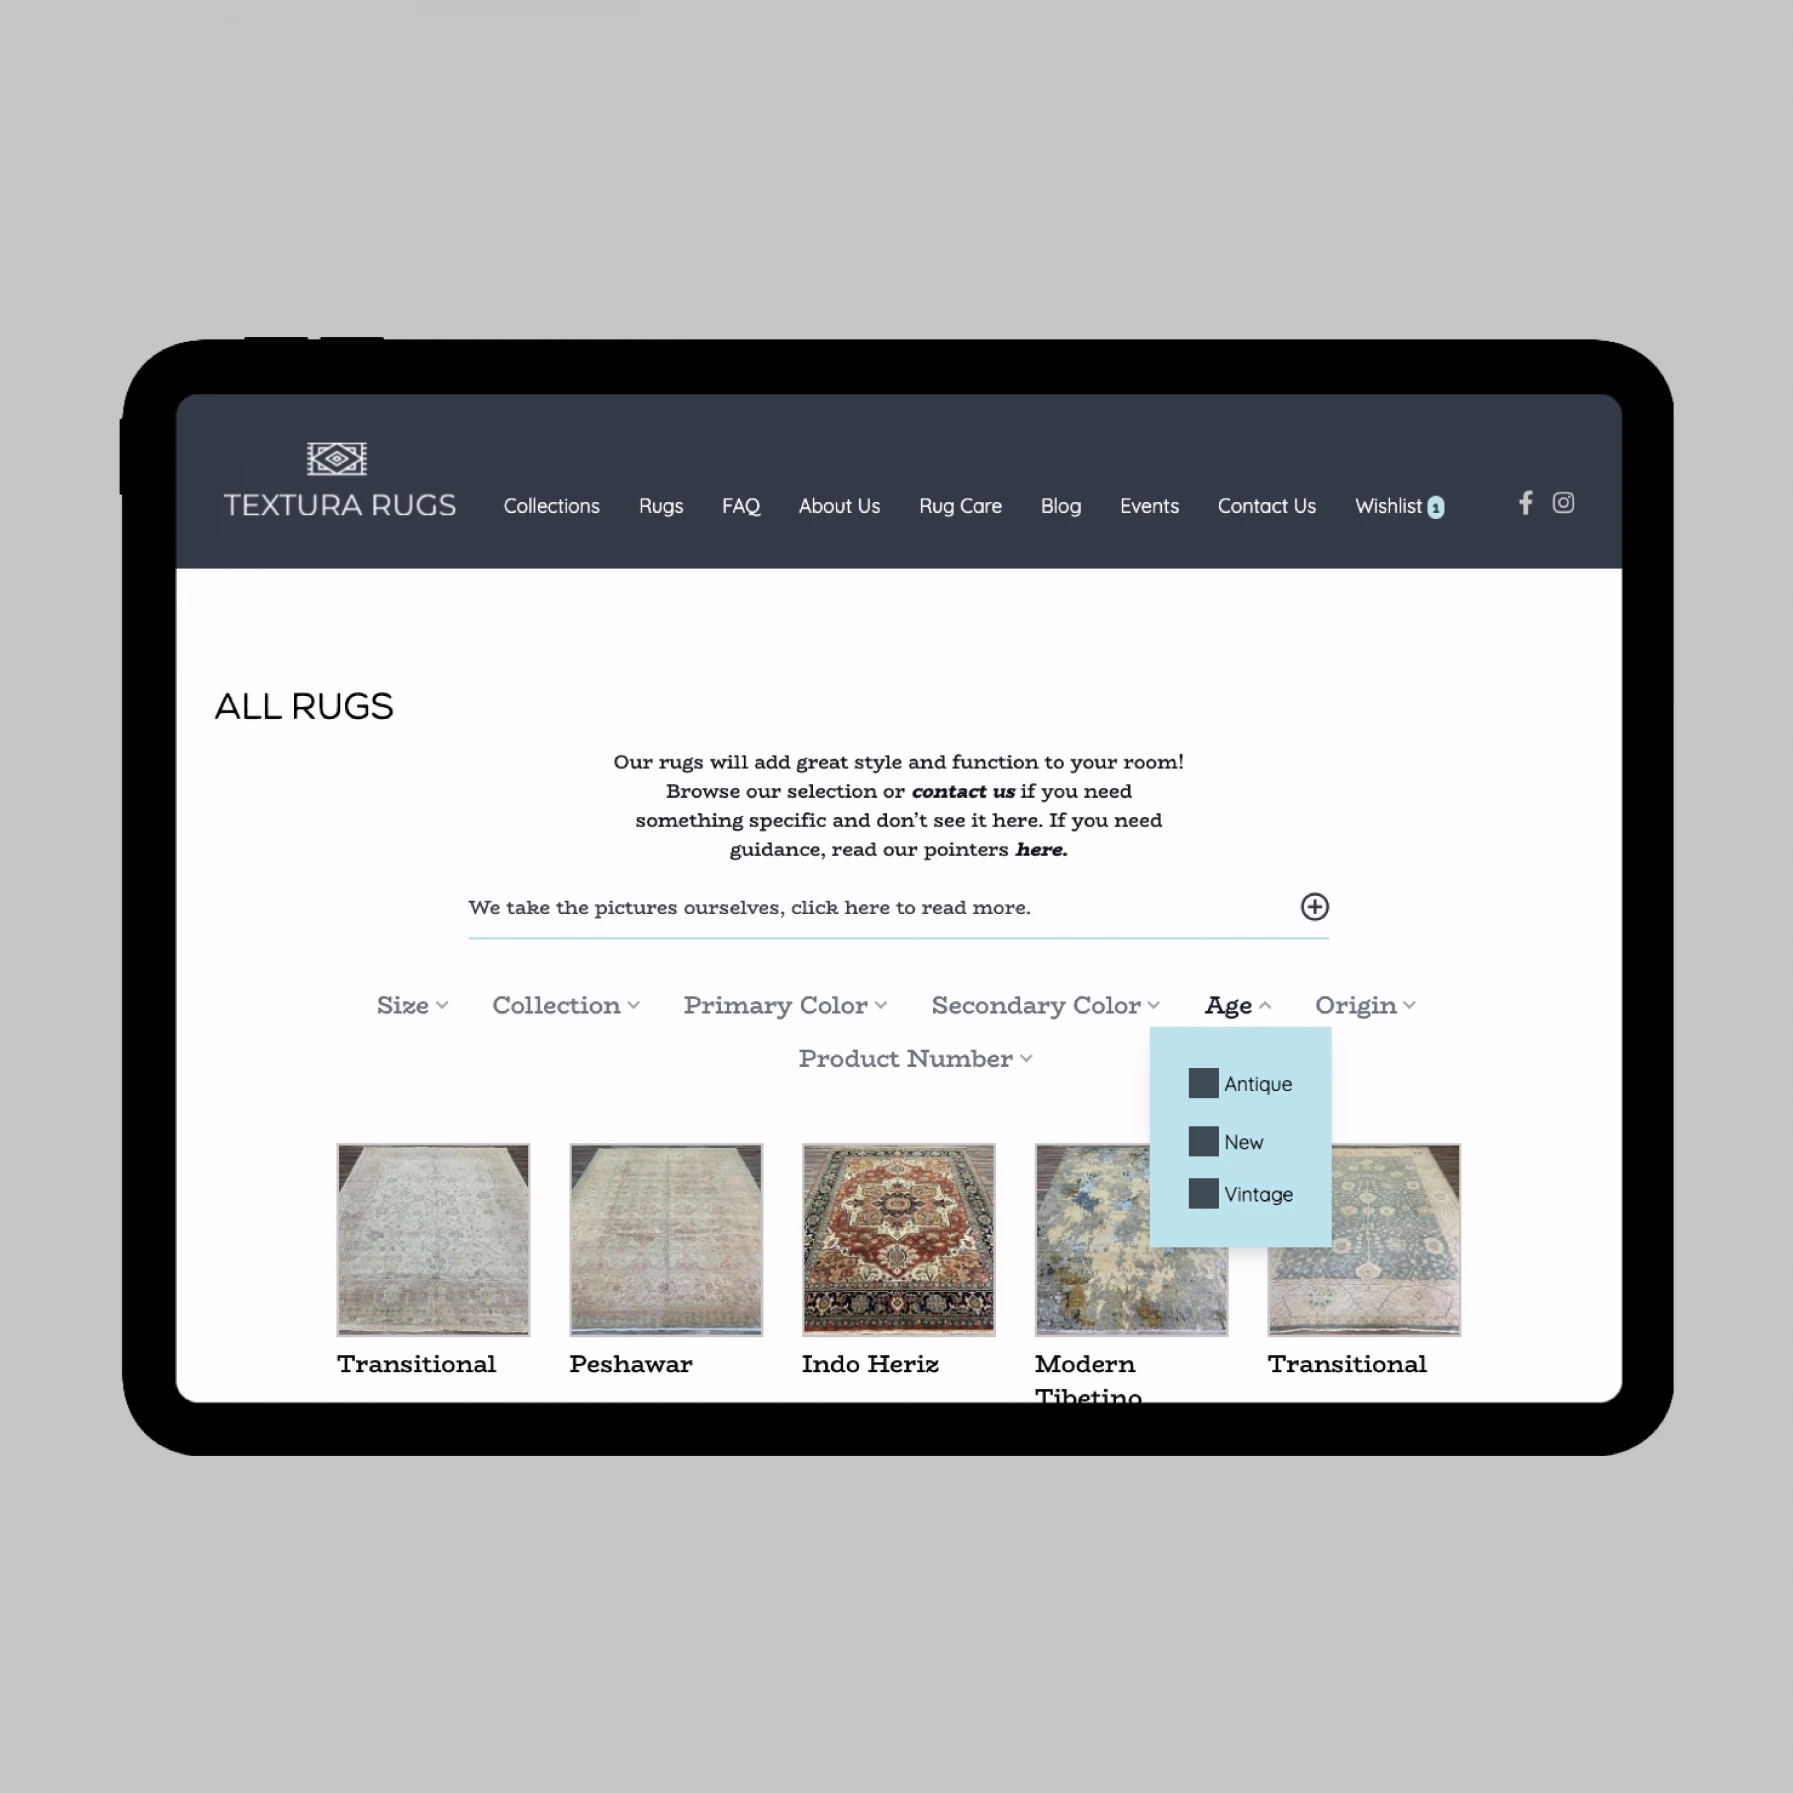 TEXTURA RUGS
Collections
Rugs
FAQ
About Us
Rug Care
Blog
Events
Contact Us
Wishlist 1
ALL RUGS
Our rugs will add great style and function to your room!
Browse our selection or contact us if you need
something specific and don't see it here. If you need
guidance, read our pointers here.
We take the pictures ourselves, click here to read more.
Size
Collection
Primary Color
Secondary Color
Age
Origin
Product Number
Antique
New
Vintage
Transitional
Peshawar
Indo Heriz
Modern
Tibetino
Transitional